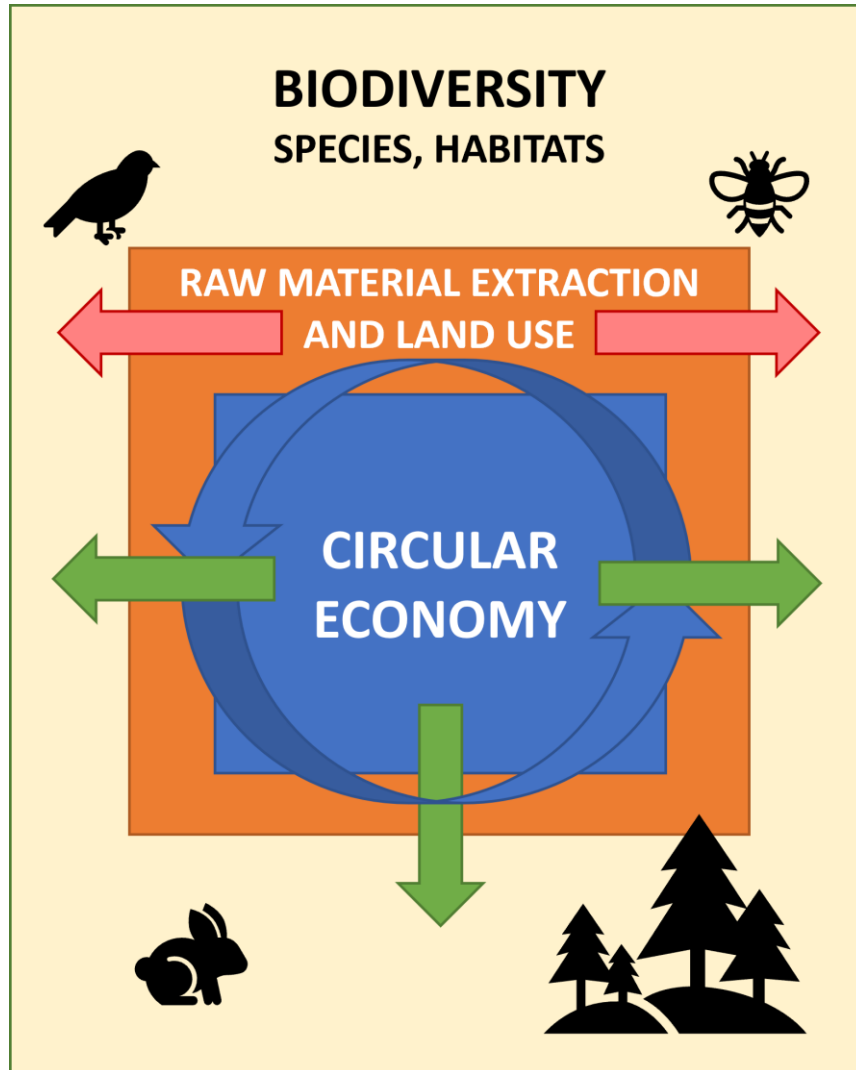 BIODIVERSITY
SPECIES, HABITATS
RAW MATERIAL EXTRACTION
AND LAND USE
CIRCULAR
ECONOMY